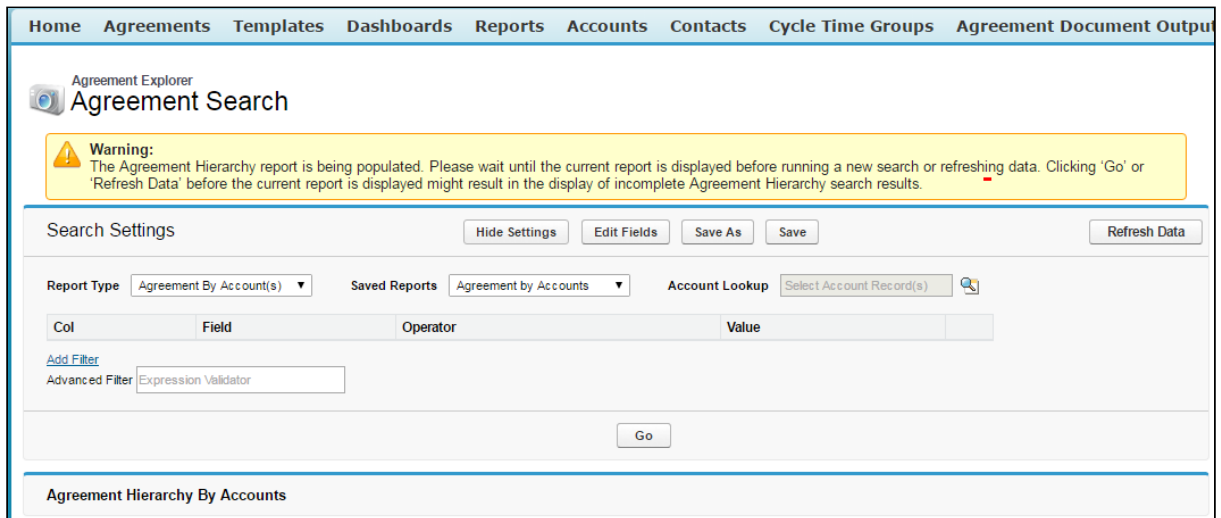 Home Agreements Templates Dashboards Reports Accounts Contacts Cycle Time Groups Agreement Document Output
Agreement Explorer
Agreement Search
Warning:
The Agreement Hierarchy report is being populated. Please wait until the current report is displayed before running a new search or refreshing data. Clicking ‘Go’ or
‘Refresh Data’ before the current report is displayed might result in the display of incomplete Agreement Hierarchy search results.
Search Settings Hide Settings Edit Fields Save As Save Refresh Data
Report Type Agreement By Account(s) Saved Reports Agreement by Accounts Account Lookup Select Account Record(s)
Col Field Operator Value
Add Filter
Advanced Filter Expression Validator
Go
Agreement Hierarchy By Accounts